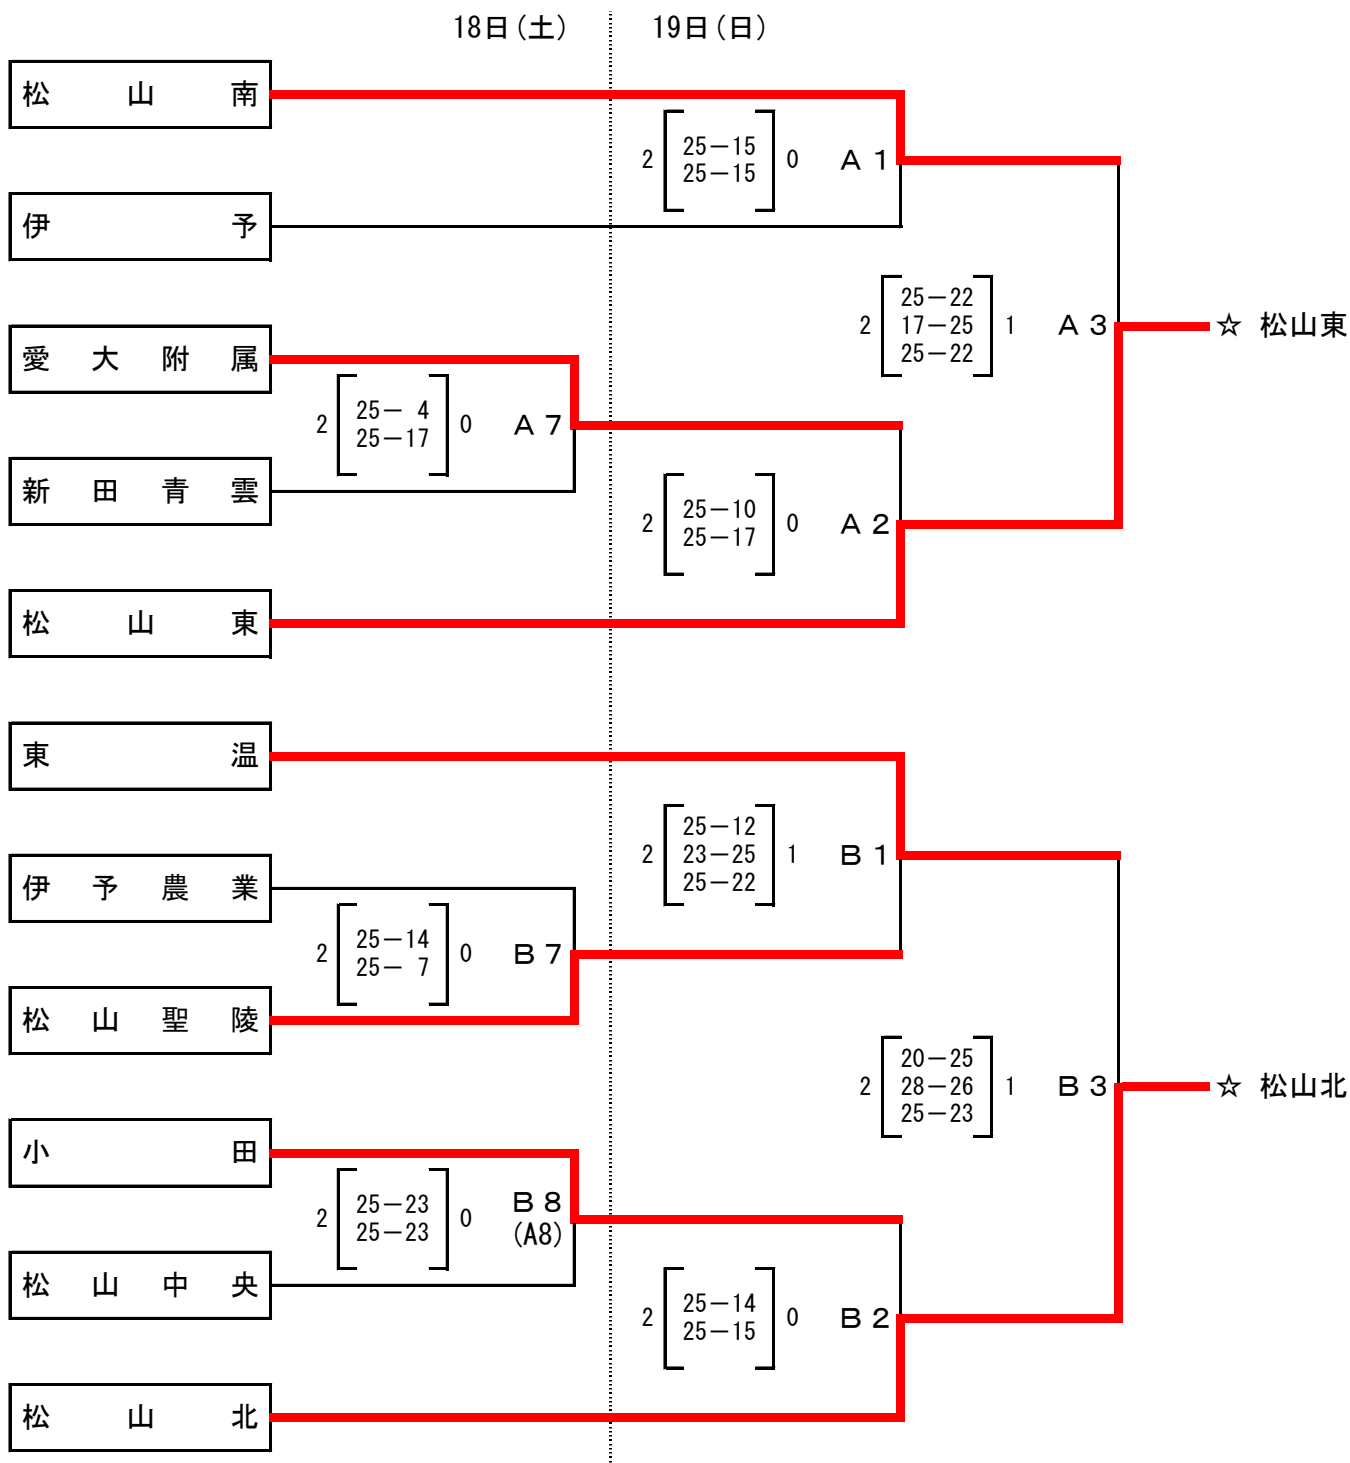 18日(土) 19日(日)
松山南
2 25－15 0 A1
25－15
伊予
2 25－22 1 A3
17－25
25－22
☆ 松山東
愛大附属
2 25－ 4 0 A7
25－17
新田青雲
2 25－10 0 A2
25－17
松山東
東温
2 25－12 1 B1
23－25
25－22
伊予農業
2 25－14 0 B7
25－ 7
松山聖陵
2 20－25 1 B3
28－26
25－23
☆ 松山北
小田
2 25－23 0 B8
25－23 (A8)
松山中央
2 25－14 0 B2
25－15
松山北